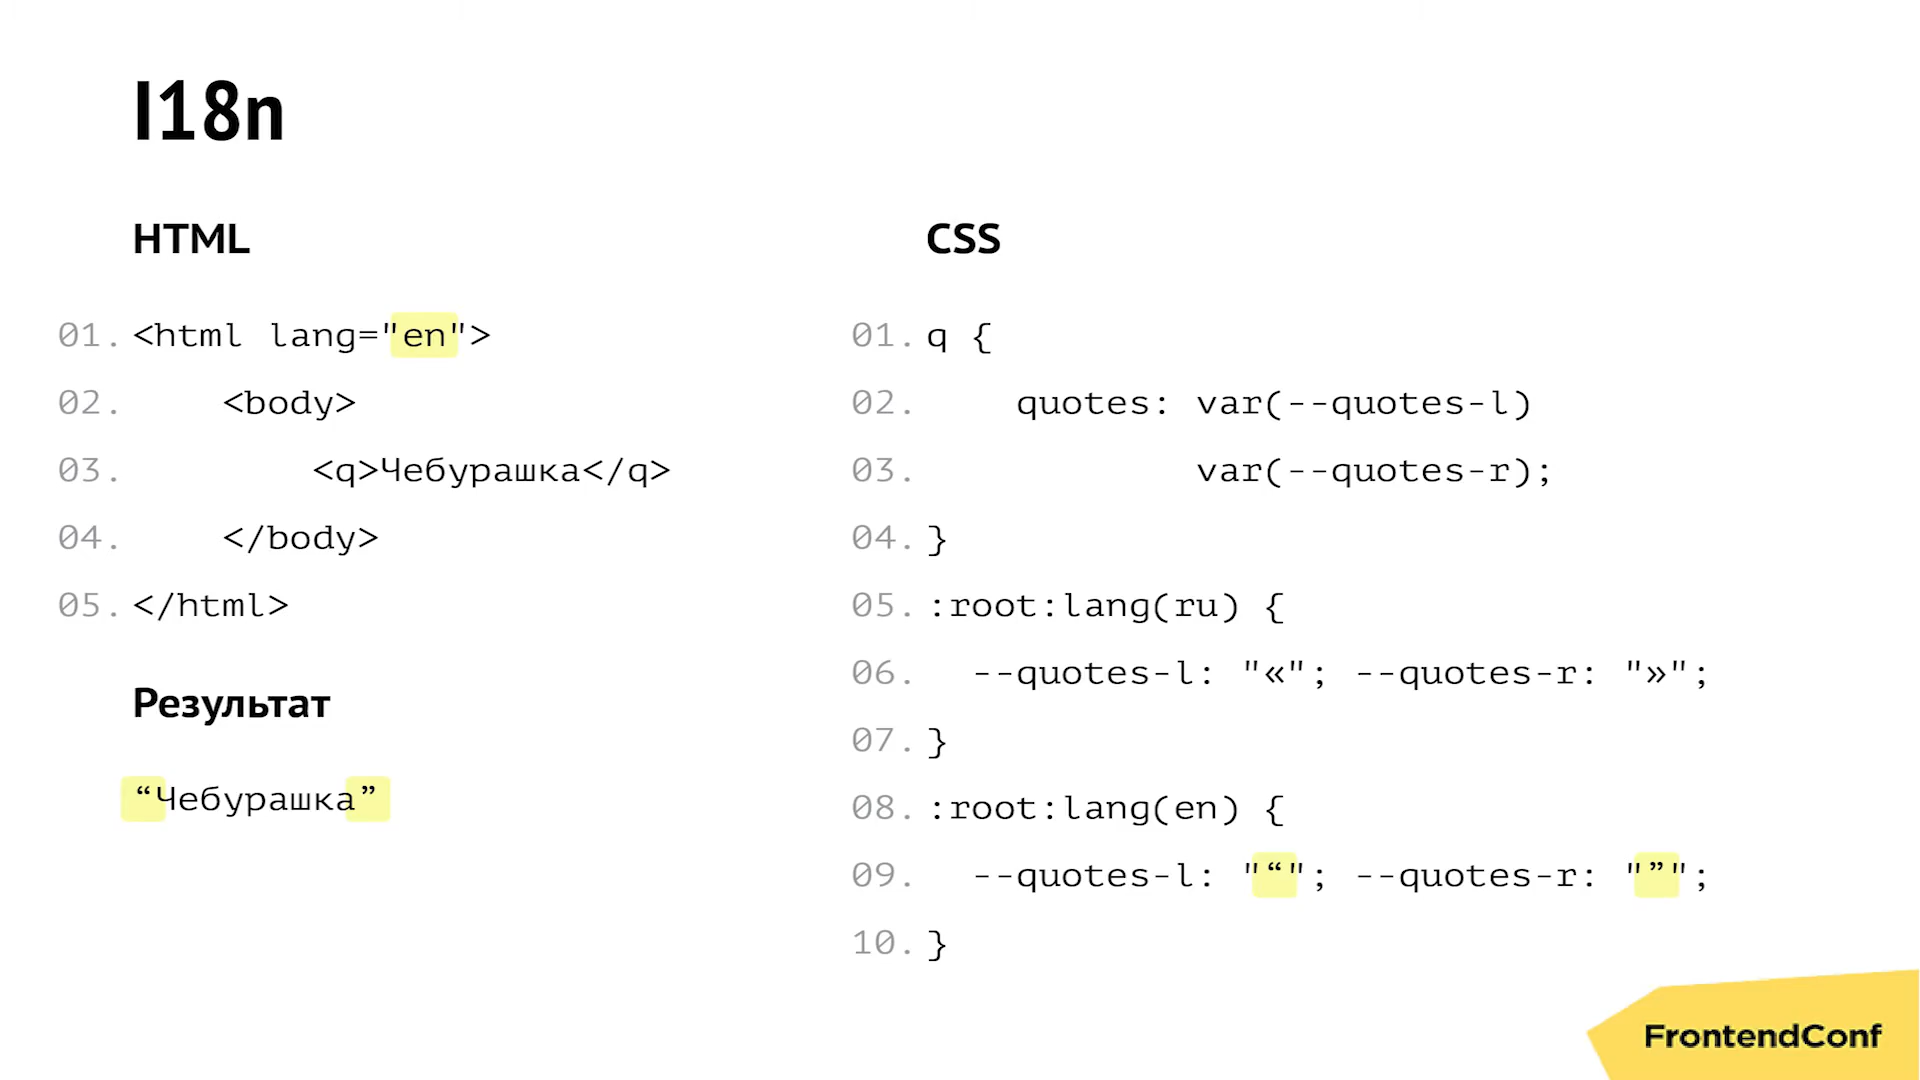 I18n
HTML
01. <html lang="en">
02.     <body>
03.         <q>Чебурашка</q>
04.     </body>
05. </html>
Результат
“Чебурашка”
CSS
01. q {
02.     quotes: var(--quotes-l)
03.             var(--quotes-r);
04. }
05. :root:lang(ru) {
06.   --quotes-l: "«"; --quotes-r: "»";
07. }
08. :root:lang(en) {
09.   --quotes-l: "“"; --quotes-r: "”";
10. }
FrontendConf